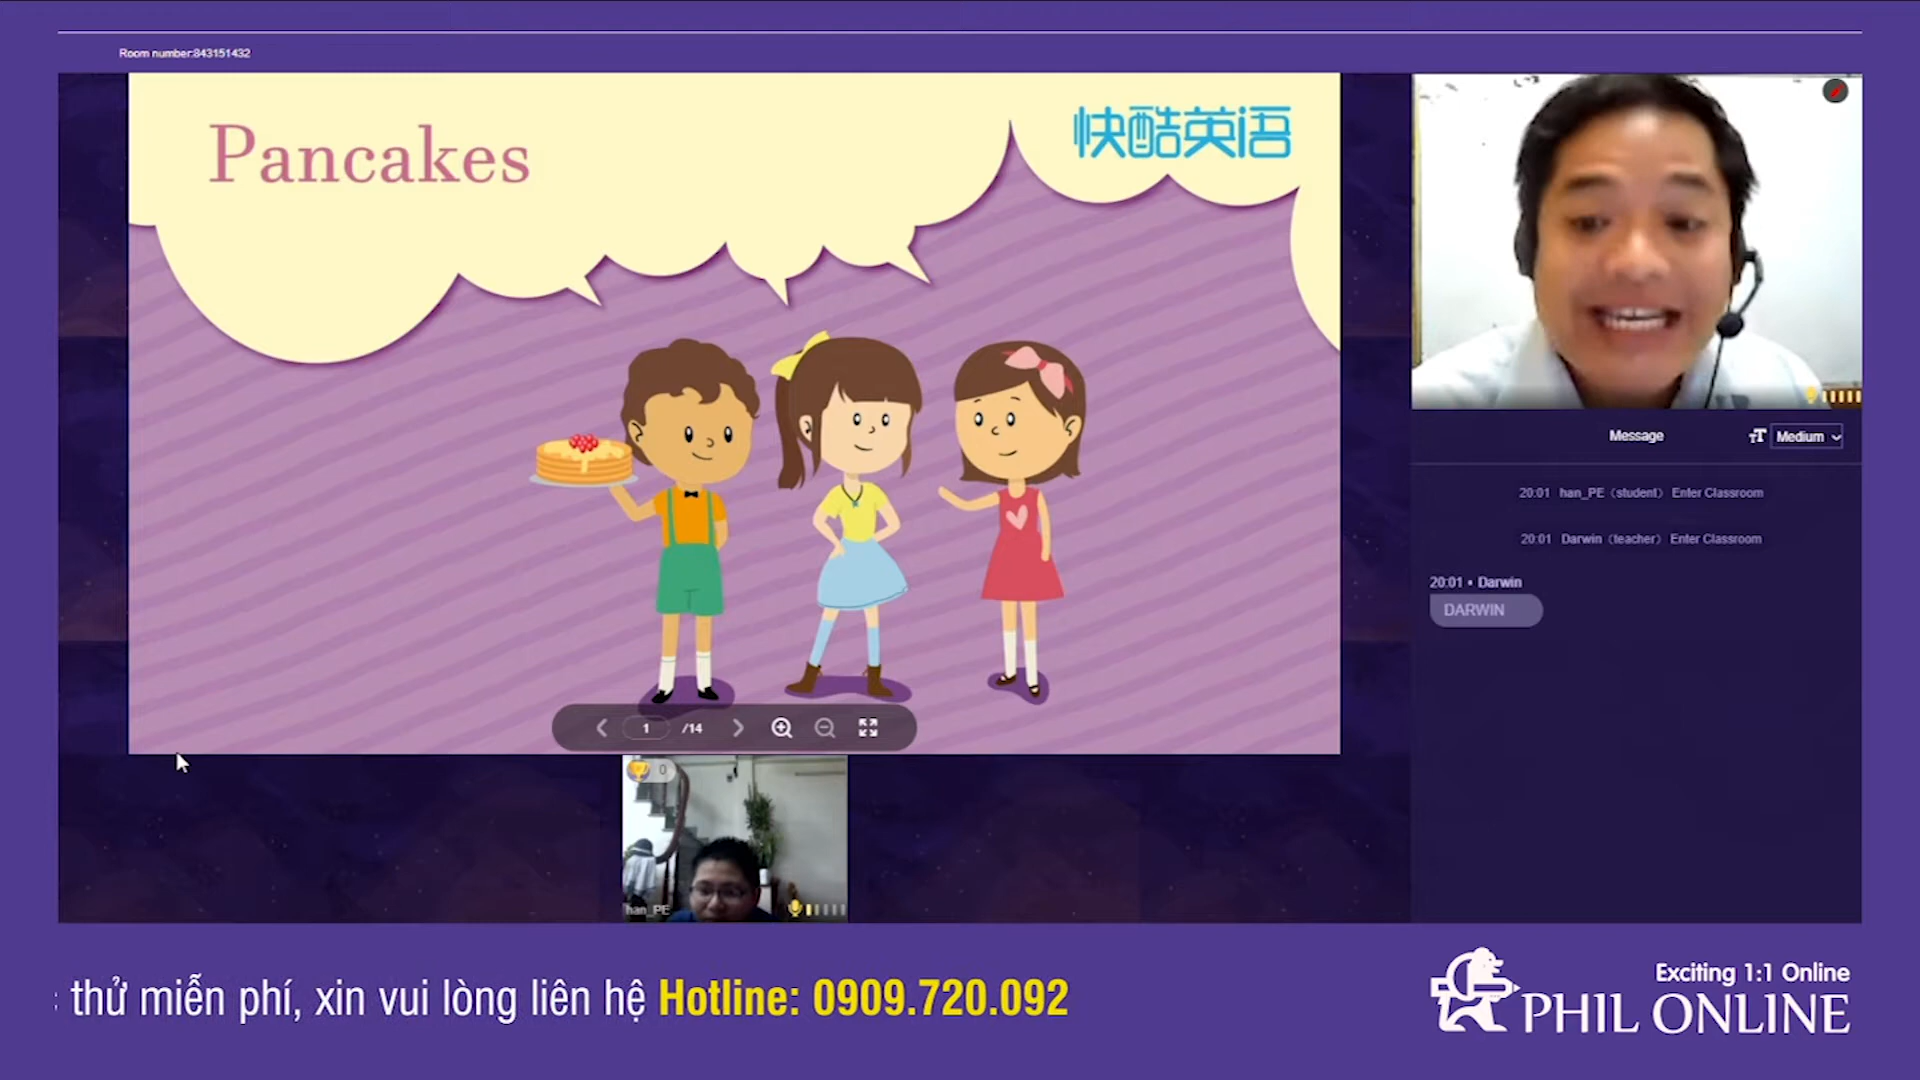 Room number:843151432
Pancakes
快酷英语
1 /14
0
han_PE
Message
Medium
20:01 han_PE（student） Enter Classroom
20:01 Darwin（teacher） Enter Classroom
20:01 • Darwin
DARWIN
thử miễn phí, xin vui lòng liên hệ Hotline: 0909.720.092
Exciting 1:1 Online
PHIL ONLINE